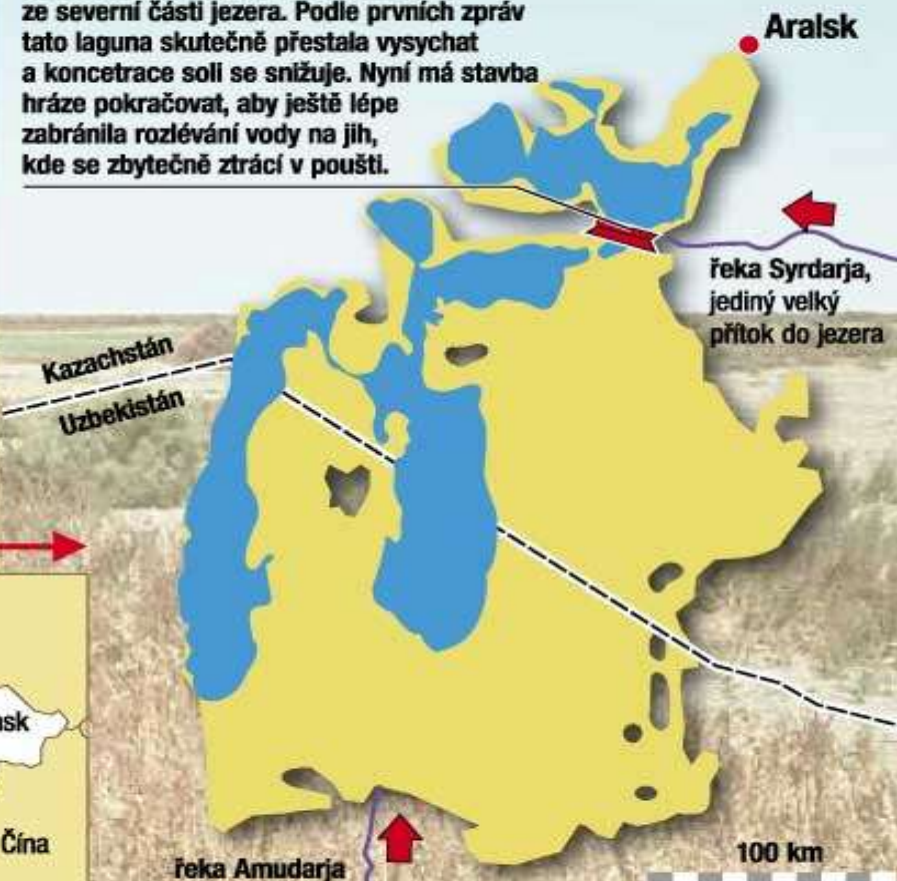 ze severní části jezera. Podle prvních zpráv
tato laguna skutečně přestala vysychat
a koncetrace soli se snižuje. Nyní má stavba
hráze pokračovat, aby ještě lépe
zabránila rozlévání vody na jih,
kde se zbytečně ztrácí v poušti.
Aralsk
řeka Syrdarja,
jediný velký
přítok do jezera
Kazachstán
Uzbekistán
nsk
Čína
řeka Amudarja
100 km